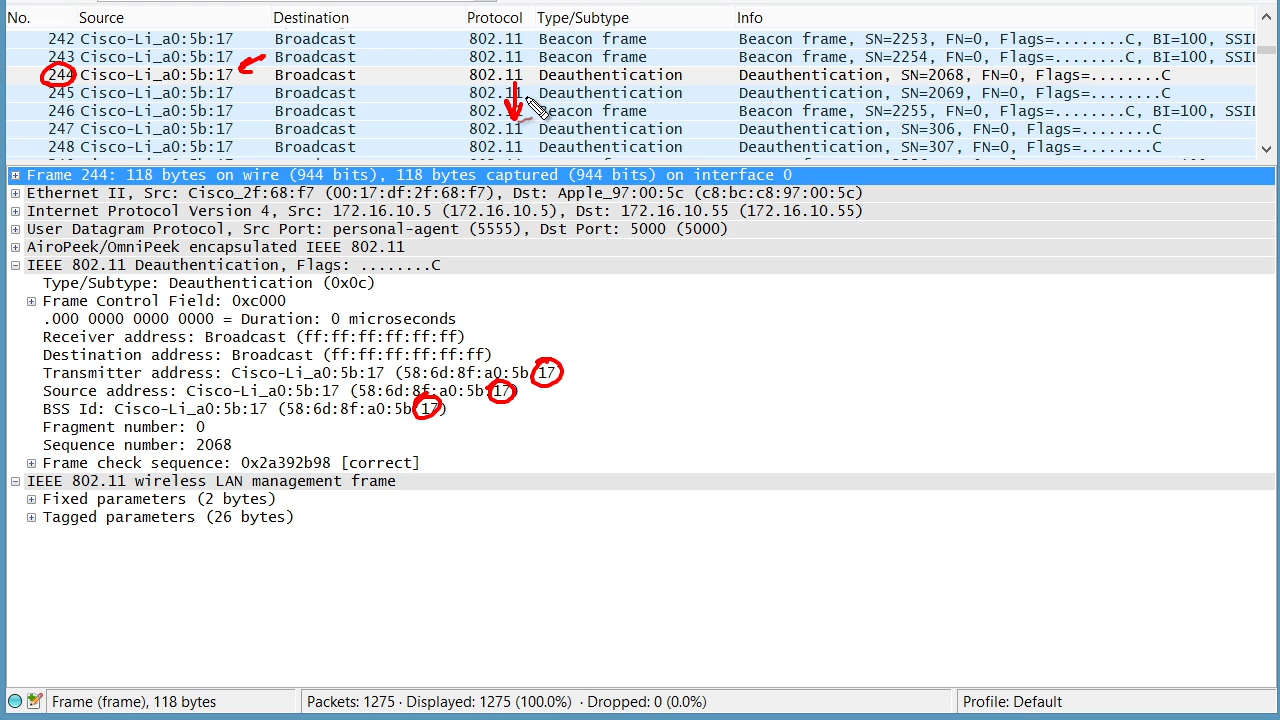 No. Source Destination Protocol Type/Subtype Info
242 Cisco-Li_a0:5b:17 Broadcast 802.11 Beacon frame Beacon frame, SN=2253, FN=0, Flags=........C, BI=100, SSID
243 Cisco-Li_a0:5b:17 Broadcast 802.11 Beacon frame Beacon frame, SN=2254, FN=0, Flags=........C, BI=100, SSID
244 Cisco-Li_a0:5b:17 Broadcast 802.11 Deauthentication Deauthentication, SN=2068, FN=0, Flags=........C
245 Cisco-Li_a0:5b:17 Broadcast 802.11 Deauthentication Deauthentication, SN=2069, FN=0, Flags=........C
246 Cisco-Li_a0:5b:17 Broadcast 802.11 Beacon frame Beacon frame, SN=2255, FN=0, Flags=........C, BI=100, SSID
247 Cisco-Li_a0:5b:17 Broadcast 802.11 Deauthentication Deauthentication, SN=306, FN=0, Flags=........C
248 Cisco-Li_a0:5b:17 Broadcast 802.11 Deauthentication Deauthentication, SN=307, FN=0, Flags=........C
Frame 244: 118 bytes on wire (944 bits), 118 bytes captured (944 bits) on interface 0
Ethernet II, Src: Cisco_2f:68:f7 (00:17:df:2f:68:f7), Dst: Apple_97:00:5c (c8:bc:c8:97:00:5c)
Internet Protocol Version 4, Src: 172.16.10.5 (172.16.10.5), Dst: 172.16.10.55 (172.16.10.55)
User Datagram Protocol, Src Port: personal-agent (5555), Dst Port: 5000 (5000)
AiroPeek/OmniPeek encapsulated IEEE 802.11
IEEE 802.11 Deauthentication, Flags: ........C
Type/Subtype: Deauthentication (0x0c)
Frame Control Field: 0xc000
.000 0000 0000 0000 = Duration: 0 microseconds
Receiver address: Broadcast (ff:ff:ff:ff:ff:ff)
Destination address: Broadcast (ff:ff:ff:ff:ff:ff)
Transmitter address: Cisco-Li_a0:5b:17 (58:6d:8f:a0:5b:17)
Source address: Cisco-Li_a0:5b:17 (58:6d:8f:a0:5b:17)
BSS Id: Cisco-Li_a0:5b:17 (58:6d:8f:a0:5b:17)
Fragment number: 0
Sequence number: 2068
Frame check sequence: 0x2a392b98 [correct]
IEEE 802.11 wireless LAN management frame
Fixed parameters (2 bytes)
Tagged parameters (26 bytes)
Frame (frame), 118 bytes Packets: 1275 · Displayed: 1275 (100.0%) · Dropped: 0 (0.0%) Profile: Default